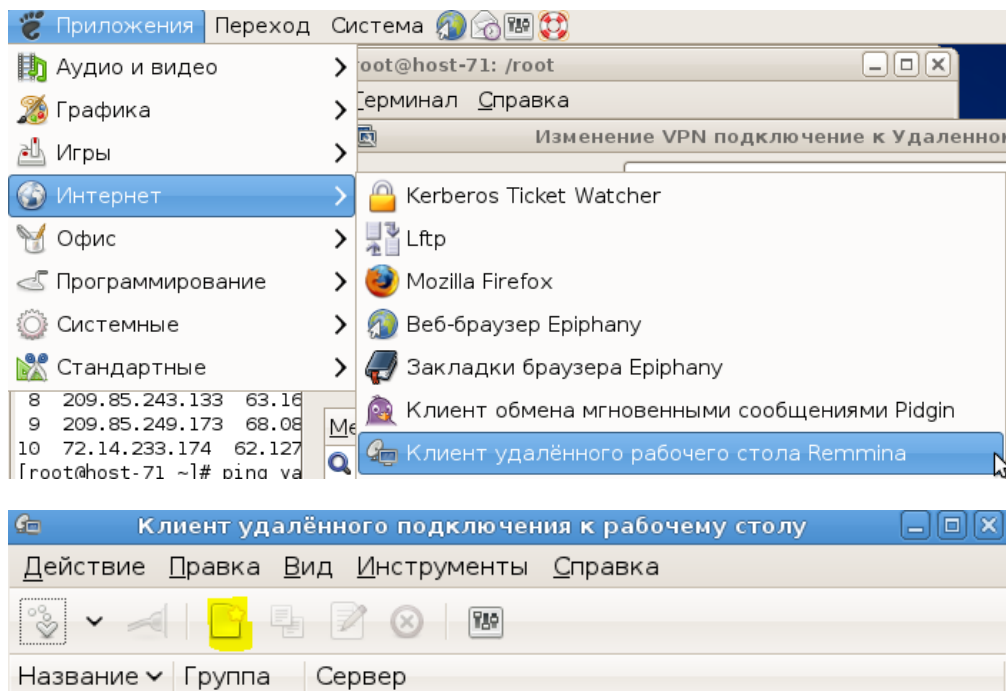 Приложения Переход Система
Аудио и видео
oot@host-71: /root
Графика
Терминал Справка
Игры
Изменение VPN подключение к Удаленно
Интернет
Kerberos Ticket Watcher
Офис
Lftp
Программирование
Mozilla Firefox
Системные
Веб-браузер Epiphany
Стандартные
Закладки браузера Epiphany
8 209.85.243.133 63.16
Клиент обмена мгновенными сообщениями Pidgin
9 209.85.249.173 68.08
10 72.14.233.174 62.127
Клиент удалённого рабочего стола Remmina
[root@host-71 ~]# ping ya
Клиент удалённого подключения к рабочему столу
Действие Правка Вид Инструменты Справка
Название Группа Сервер